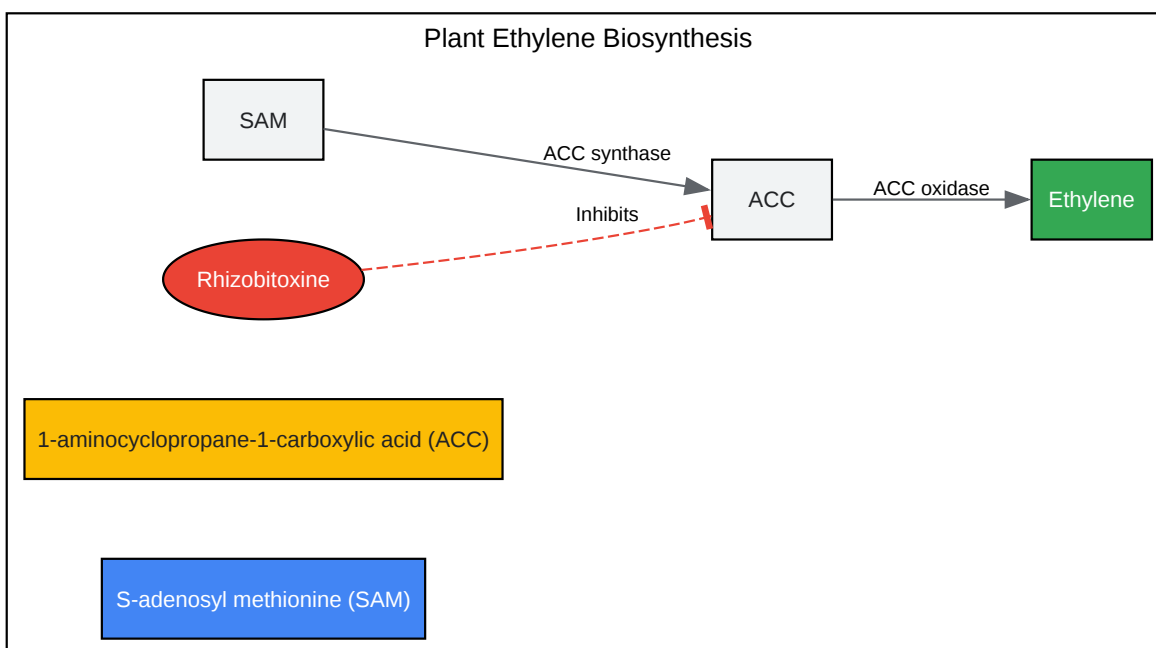 Plant Ethylene Biosynthesis
SAM
ACC synthase
ACC
ACC oxidase
Ethylene
Inhibits
Rhizobitoxine
1-aminocyclopropane-1-carboxylic acid (ACC)
S-adenosyl methionine (SAM)